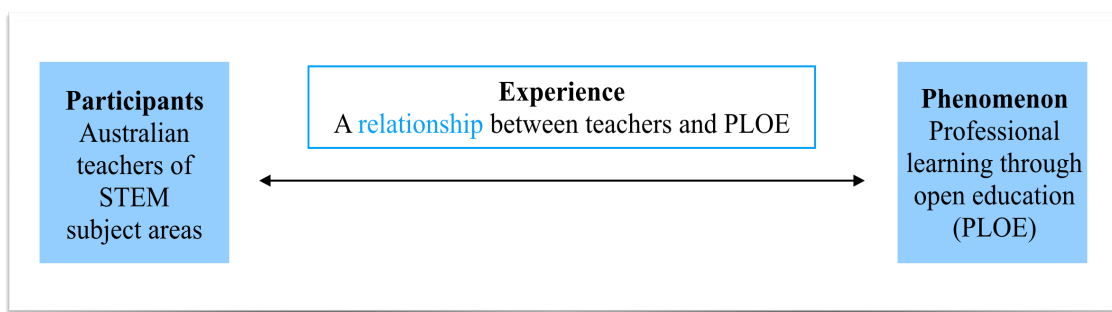 Participants
Australian
teachers of
STEM
subject areas
Experience
A relationship between teachers and PLOE
Phenomenon
Professional
learning through
open education
(PLOE)